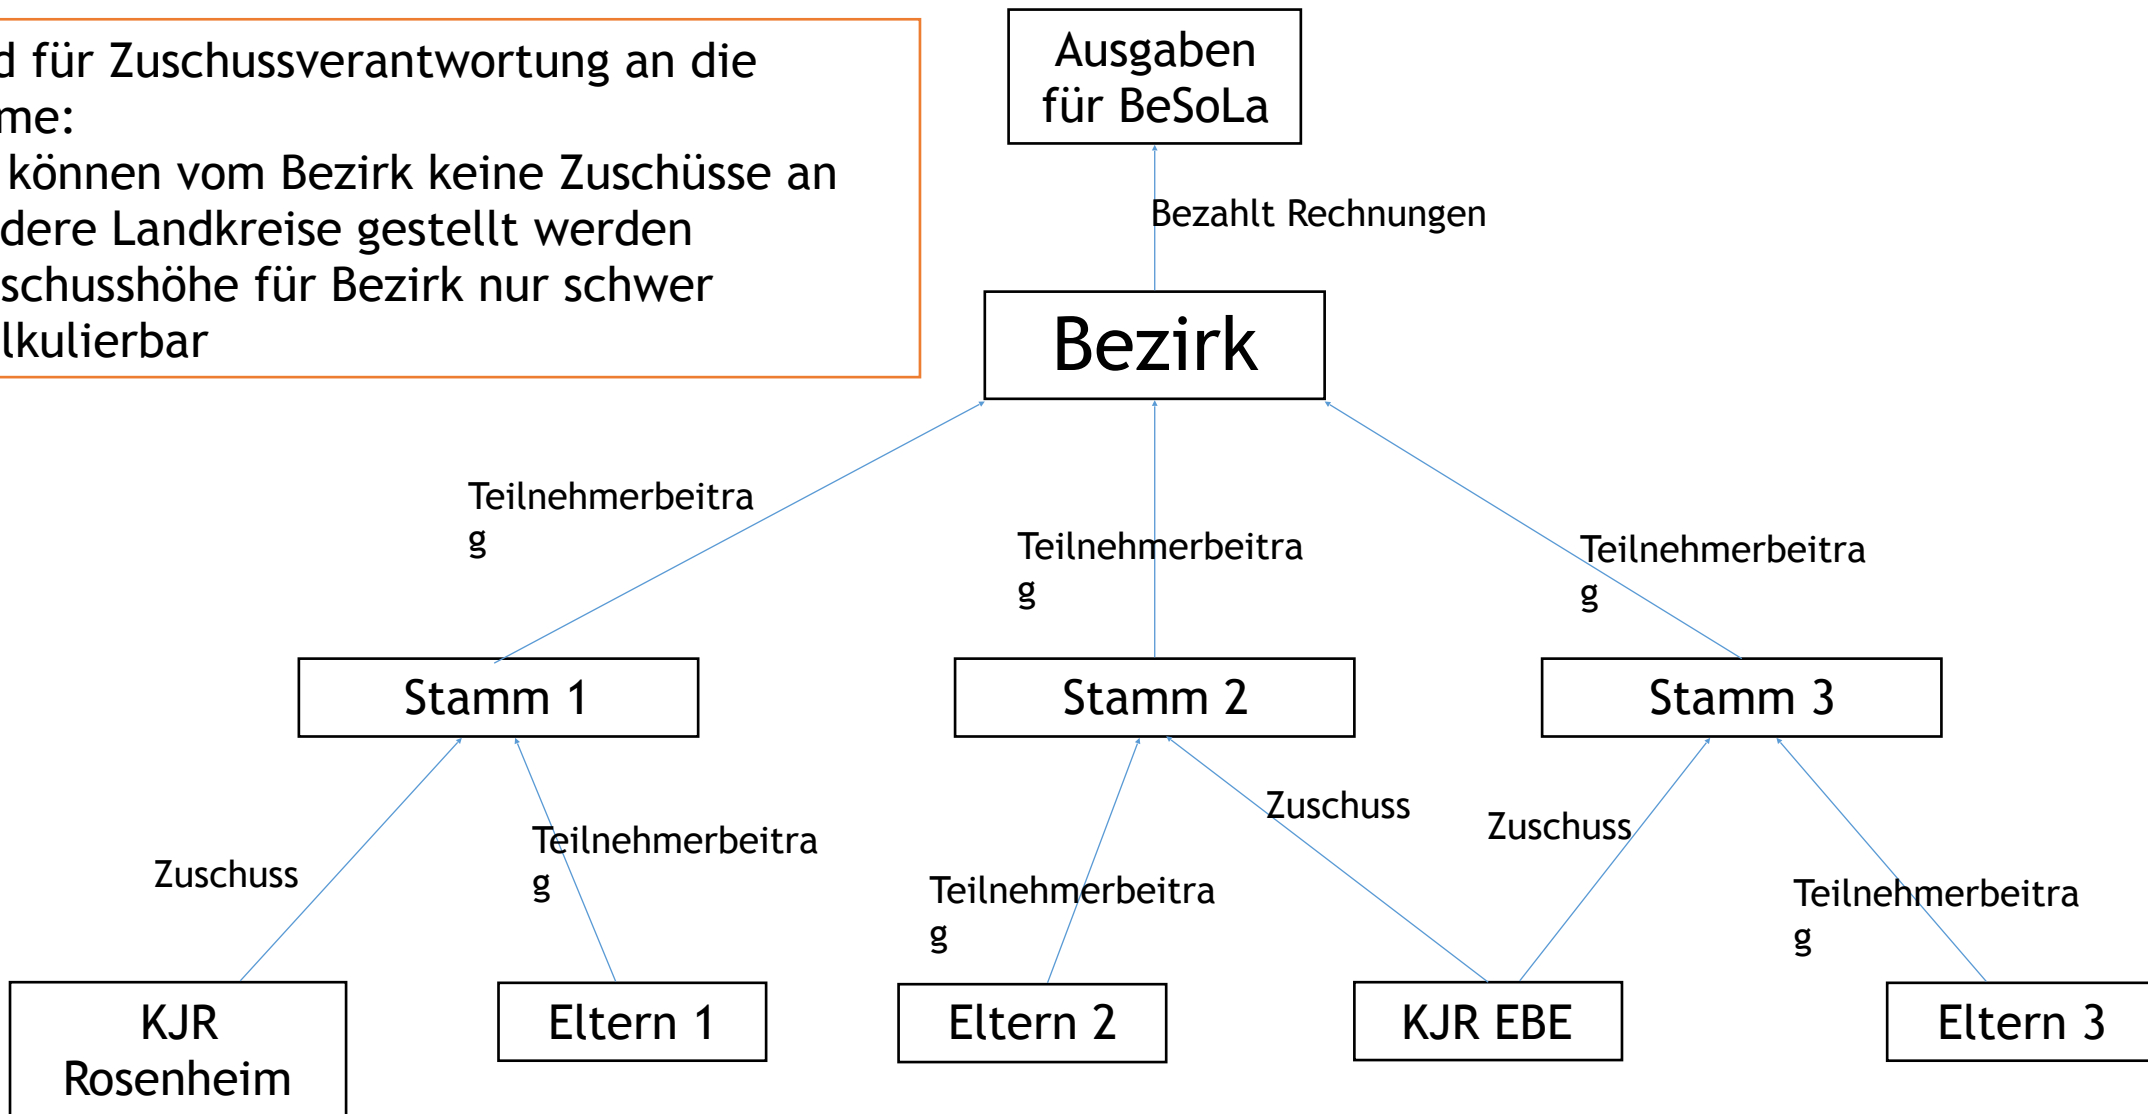 d für Zuschussverantwortung an die
me:
können vom Bezirk keine Zuschüsse an
dere Landkreise gestellt werden
schusshöhe für Bezirk nur schwer
lkulierbar
Ausgaben
für BeSoLa
Bezahlt Rechnungen
Bezirk
Teilnehmerbeitra
g
Teilnehmerbeitra
g
Teilnehmerbeitra
g
Stamm 1
Stamm 2
Stamm 3
Zuschuss
Teilnehmerbeitra
g
Teilnehmerbeitra
g
Zuschuss
Zuschuss
Teilnehmerbeitra
g
KJR
Rosenheim
Eltern 1
Eltern 2
KJR EBE
Eltern 3